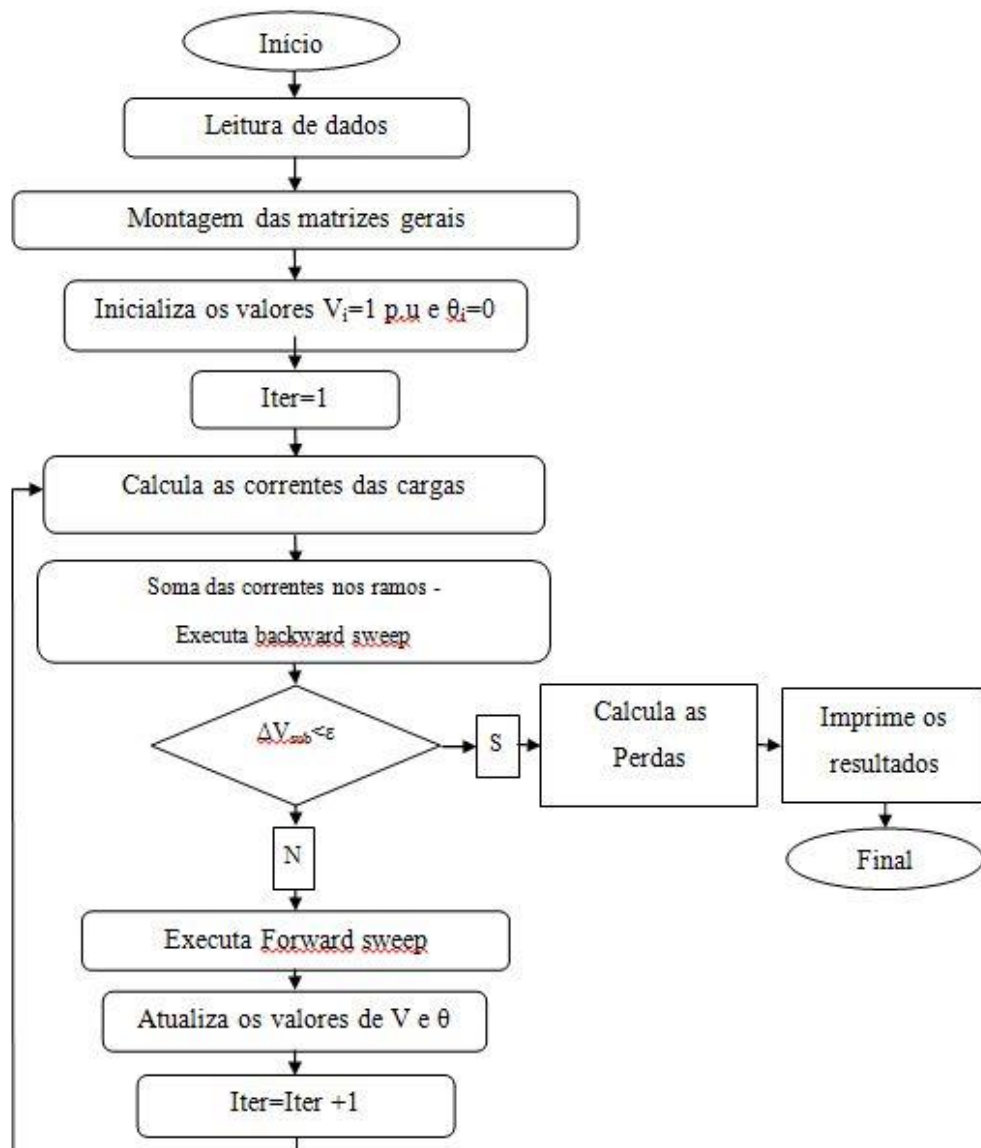 Início
Leitura de dados
Montagem das matrizes gerais
Inicializa os valores Vᵢ=1 p.u e θᵢ=0
Iter=1
Calcula as correntes das cargas
Soma das correntes nos ramos -
Executa backward sweep
ΔVₛᵤb<ε
S
Calcula as
Perdas
Imprime os
resultados
Final
N
Executa Forward sweep
Atualiza os valores de V e θ
Iter=Iter +1